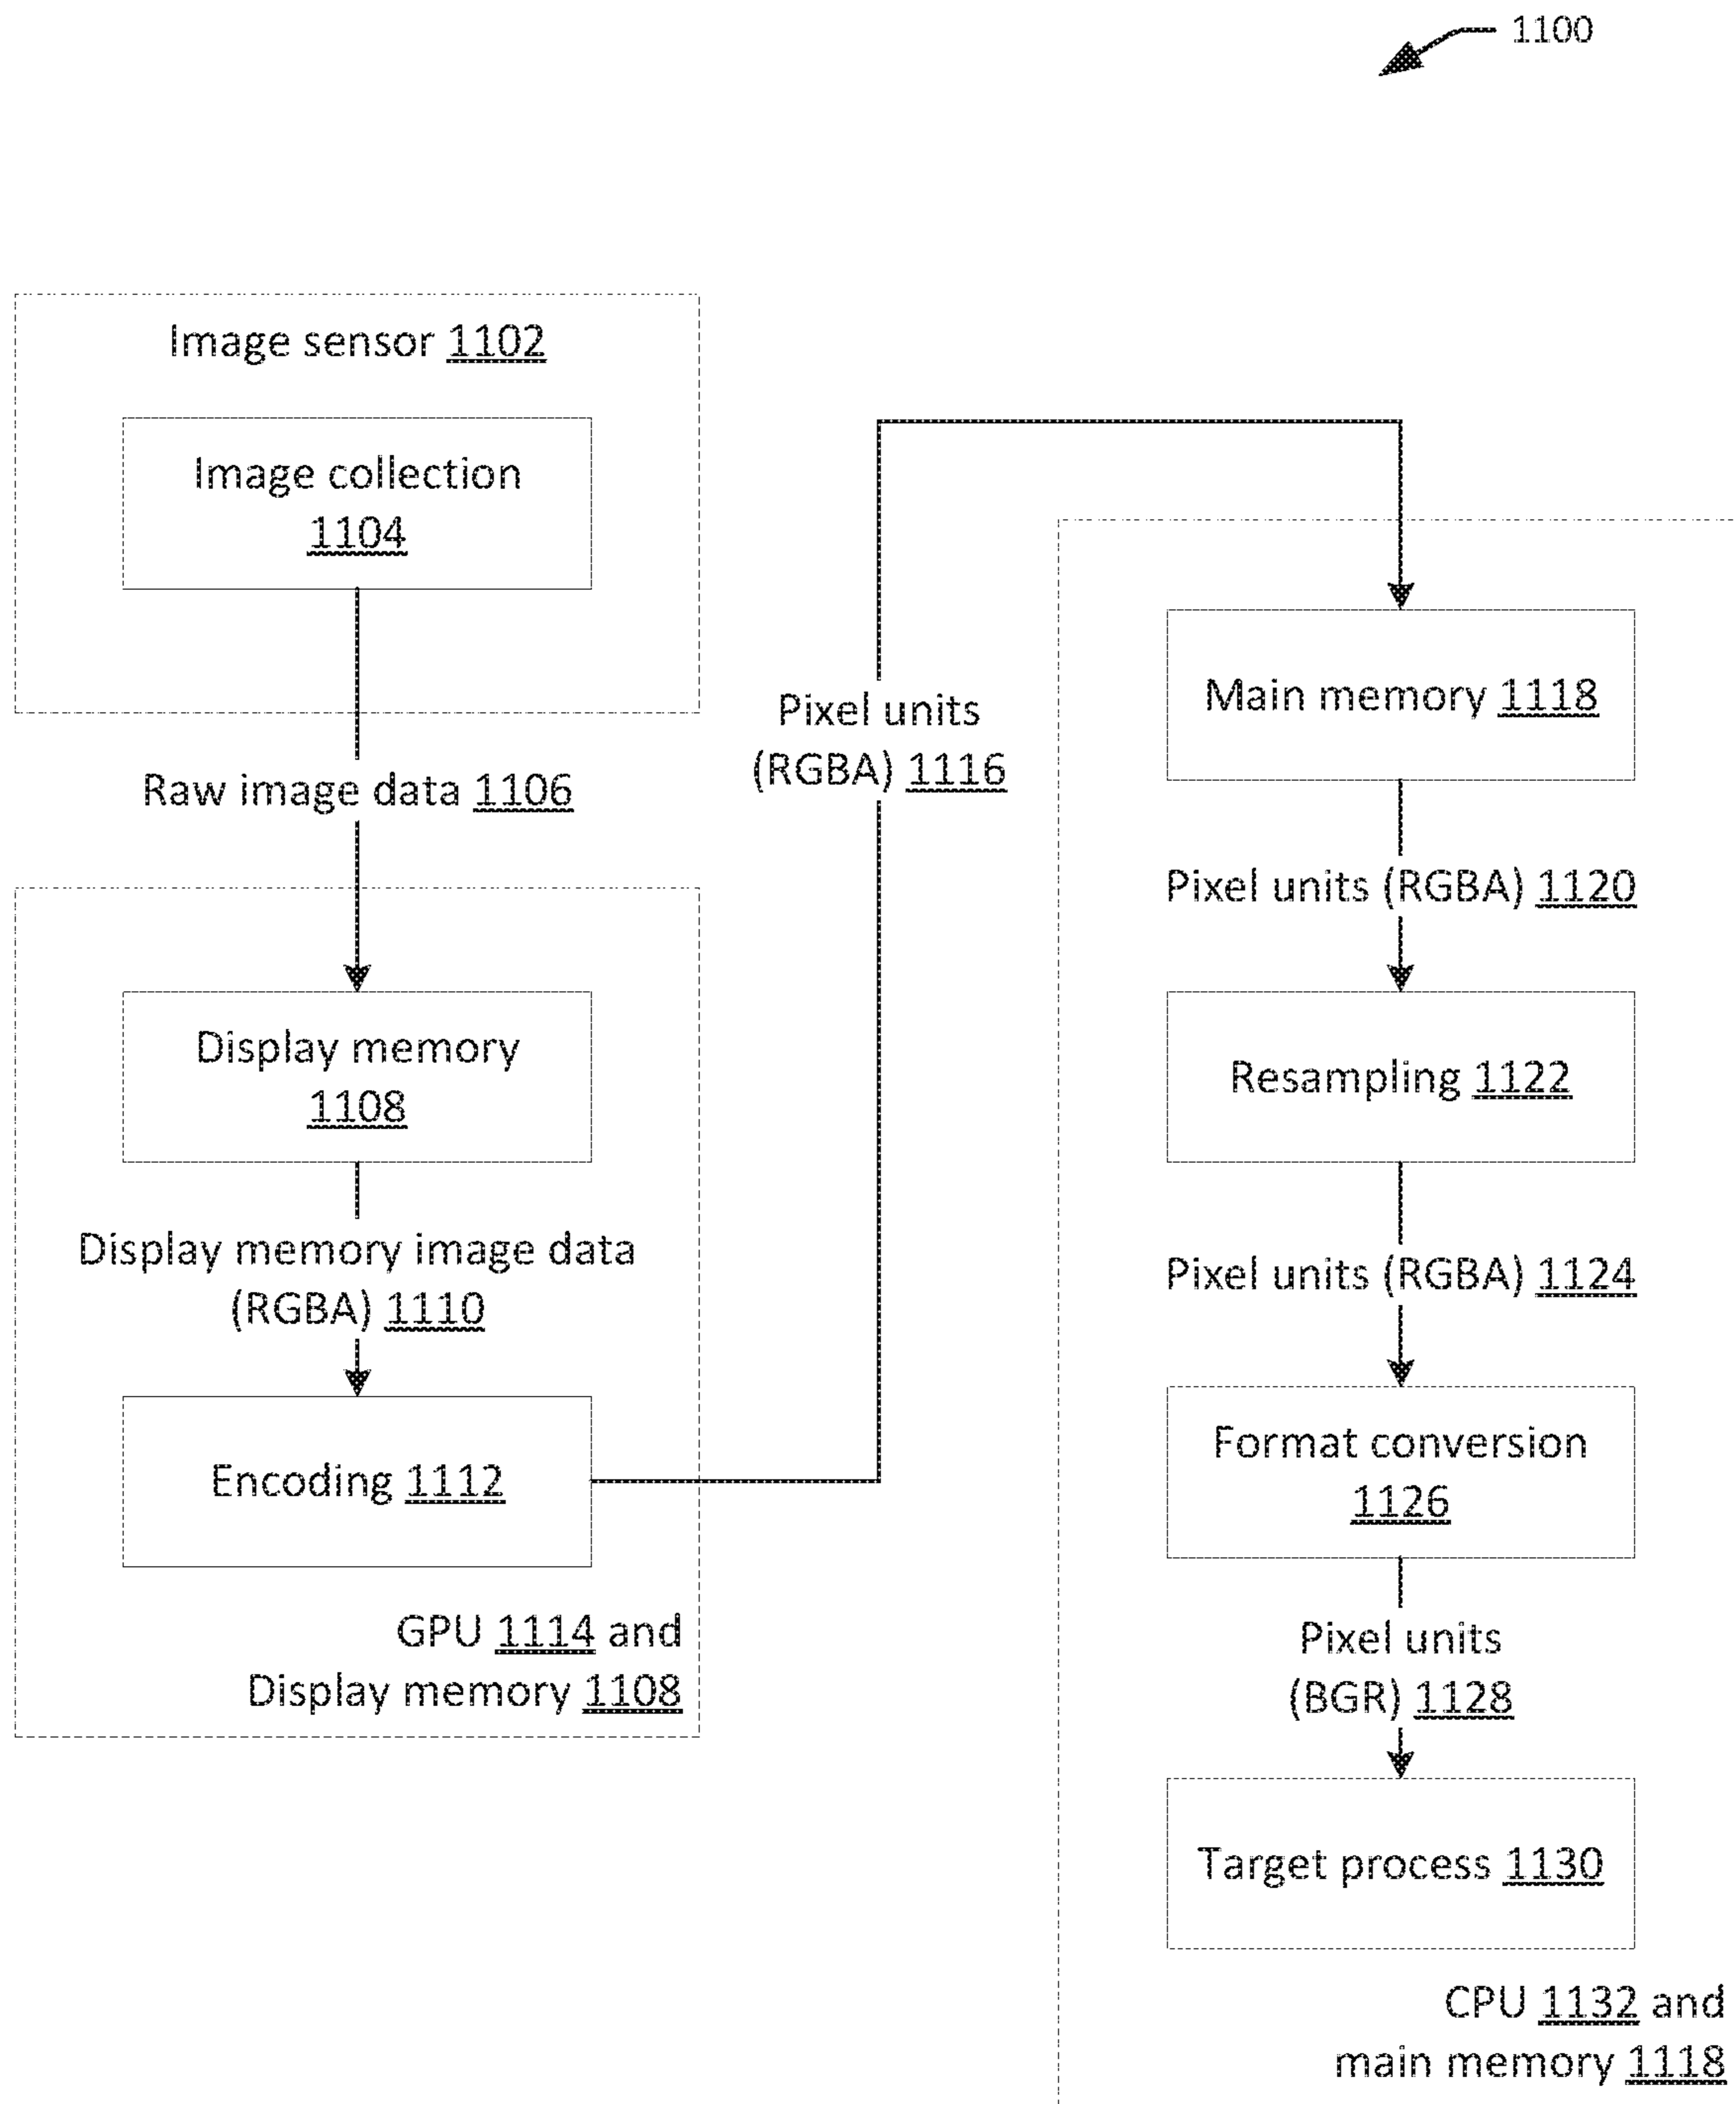 1100
Image sensor 1102
Image collection
1104
Raw image data 1106
Display memory
1108
Display memory image data
(RGBA) 1110
Encoding 1112
GPU 1114 and
Display memory 1108
Pixel units
(RGBA) 1116
Main memory 1118
Pixel units (RGBA) 1120
Resampling 1122
Pixel units (RGBA) 1124
Format conversion
1126
Pixel units
(BGR) 1128
Target process 1130
CPU 1132 and
main memory 1118